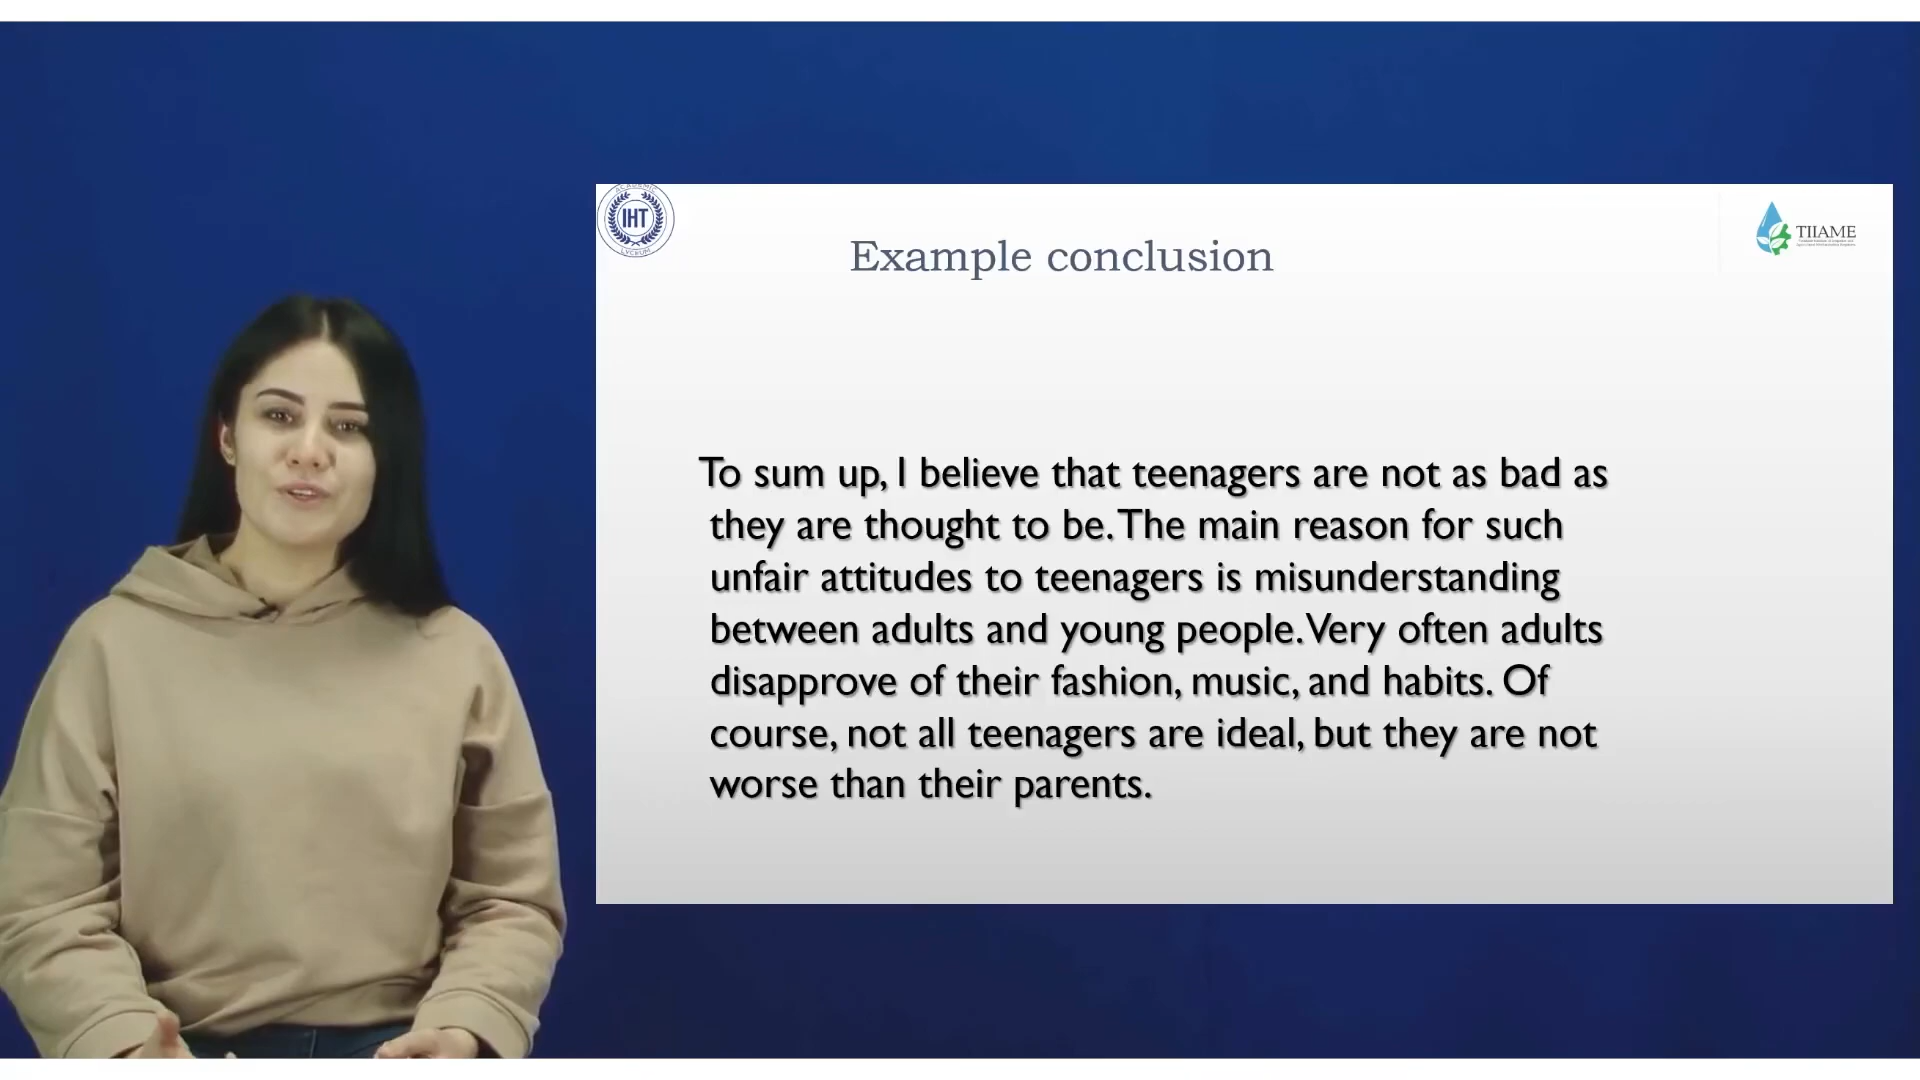 ACADEMIC
IHT
LYCEUM
TIIAME
Example conclusion
To sum up, I believe that teenagers are not as bad as
they are thought to be. The main reason for such
unfair attitudes to teenagers is misunderstanding
between adults and young people. Very often adults
disapprove of their fashion, music, and habits. Of
course, not all teenagers are ideal, but they are not
worse than their parents.